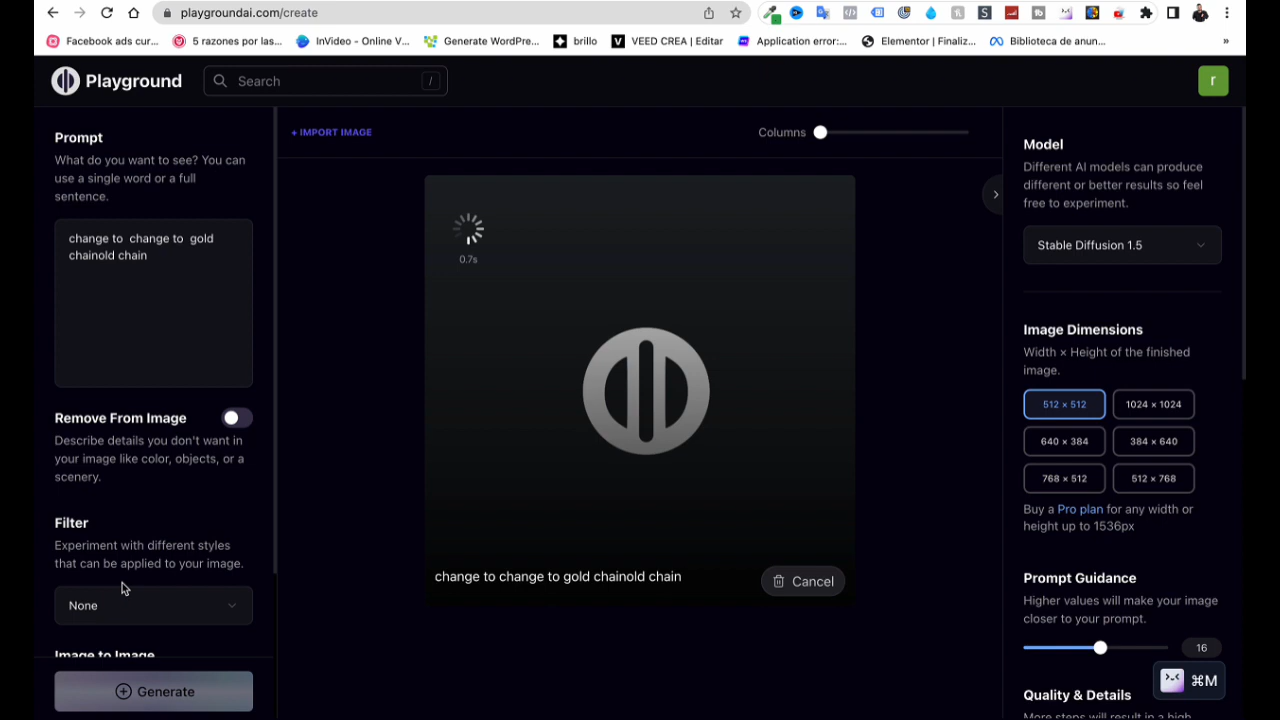 playgroundai.com/create
Facebook ads cur...
5 razones por las...
InVideo - Online V...
Generate WordPre...
brillo
VEED CREA | Editar
Application error:...
Elementor | Finaliz...
Biblioteca de anun...
»
Playground
Search
/
r
Prompt
What do you want to see? You can
use a single word or a full
sentence.
change to  change to  gold
chainold chain
Remove From Image
Describe details you don't want in
your image like color, objects, or a
scenery.
Filter
Experiment with different styles
that can be applied to your image.
None
Image to Image
Generate
+ IMPORT IMAGE
Columns
0.7s
change to change to gold chainold chain
Cancel
Model
Different AI models can produce
different or better results so feel
free to experiment.
Stable Diffusion 1.5
Image Dimensions
Width × Height of the finished
image.
512 × 512
1024 × 1024
640 × 384
384 × 640
768 × 512
512 × 768
Buy a Pro plan for any width or
height up to 1536px
Prompt Guidance
Higher values will make your image
closer to your prompt.
16
⌘M
Quality & Details
More steps will result in a high